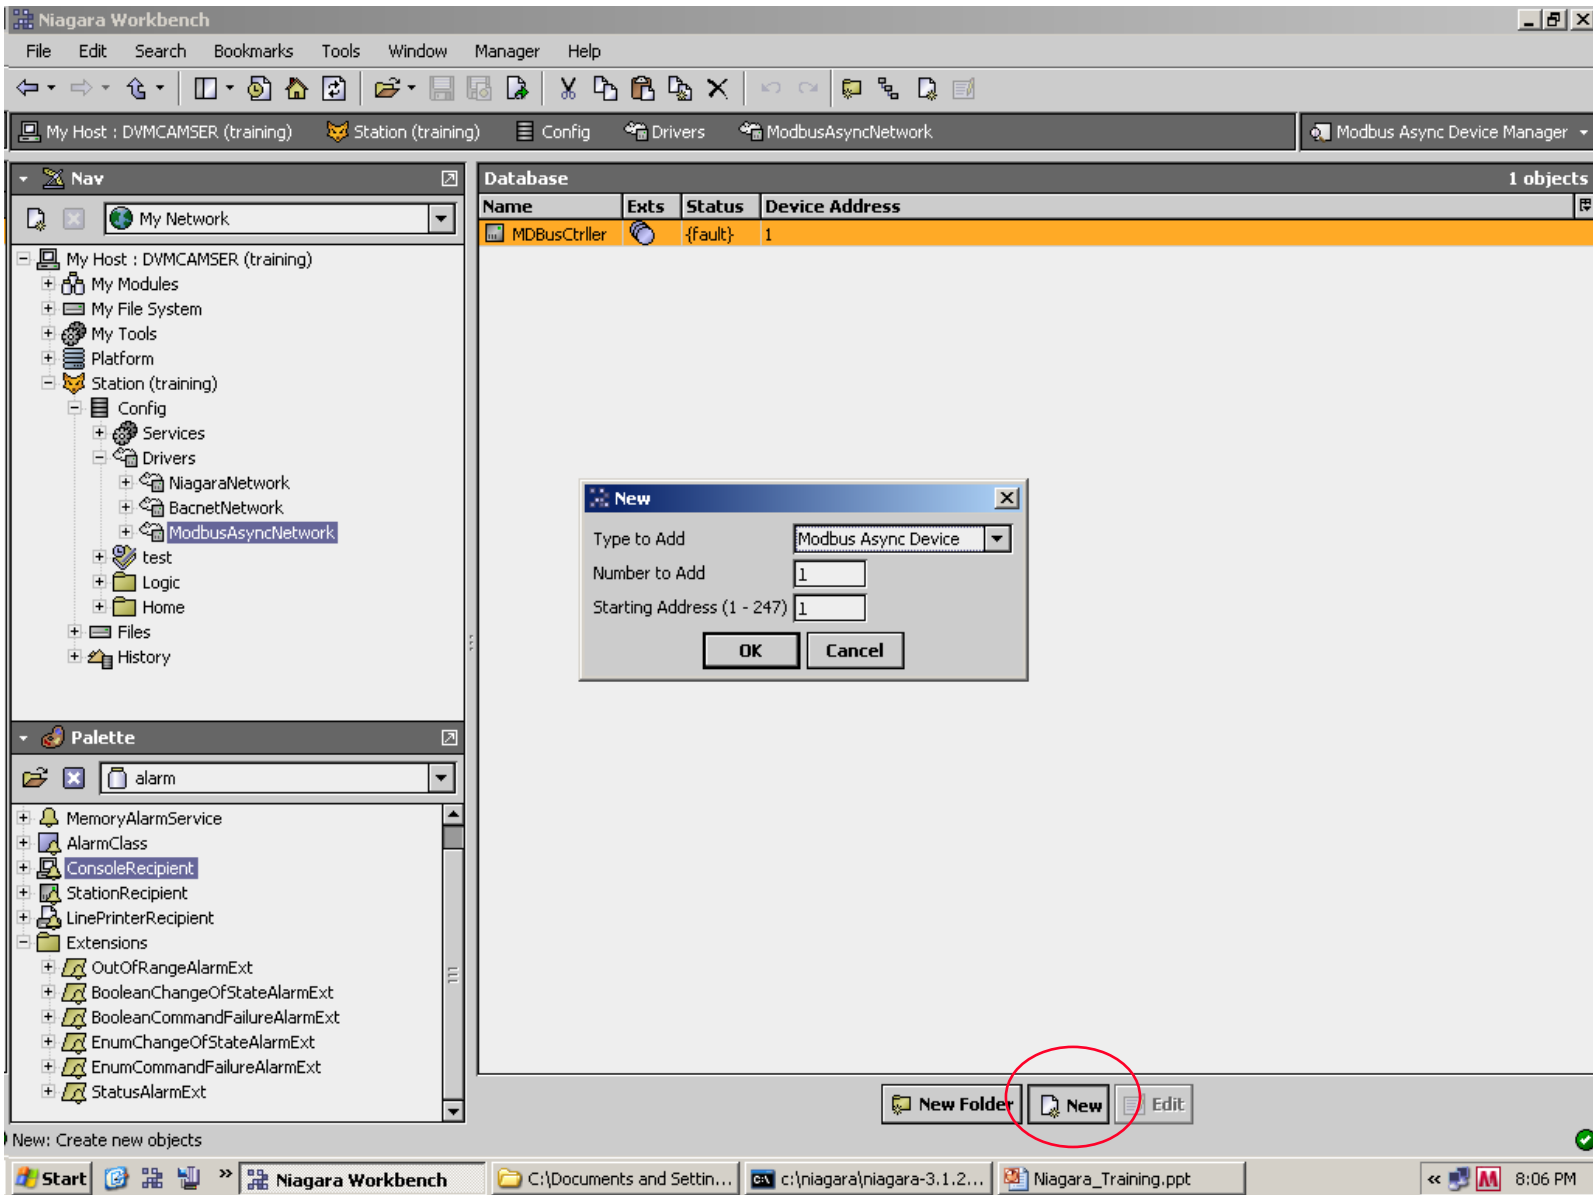 Niagara Workbench
File Edit Search Bookmarks Tools Window Manager Help
My Host : DVMCAMSER (training) Station (training) Config Drivers ModbusAsyncNetwork Modbus Async Device Manager
Nav
My Network
My Host : DVMCAMSER (training)
My Modules
My File System
My Tools
Platform
Station (training)
Config
Services
Drivers
NiagaraNetwork
BacnetNetwork
ModbusAsyncNetwork
test
Logic
Home
Files
History
Palette
alarm
MemoryAlarmService
AlarmClass
ConsoleRecipient
StationRecipient
LinePrinterRecipient
Extensions
OutOfRangeAlarmExt
BooleanChangeOfStateAlarmExt
BooleanCommandFailureAlarmExt
EnumChangeOfStateAlarmExt
EnumCommandFailureAlarmExt
StatusAlarmExt
Database 1 objects
Name Exts Status Device Address
MDBusCtrller {fault} 1
New
Type to Add Modbus Async Device
Number to Add 1
Starting Address (1 - 247) 1
OK Cancel
New Folder New Edit
New: Create new objects
Start » Niagara Workbench C:\Documents and Settin... c:\niagara\niagara-3.1.2... Niagara_Training.ppt « M 8:06 PM